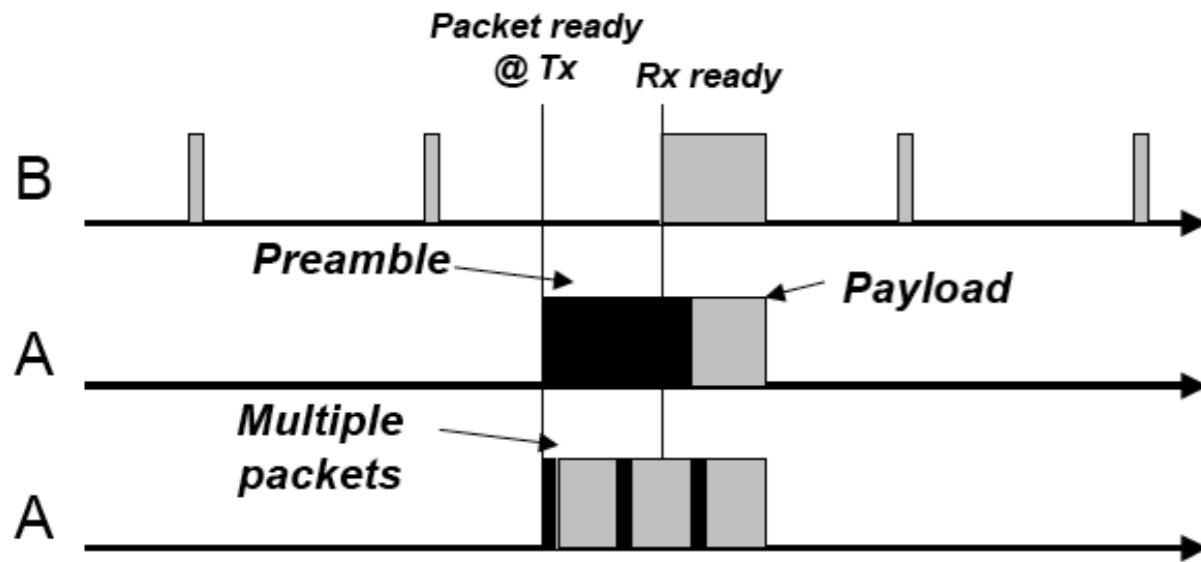 Packet ready
@ Tx
Rx ready
B
Preamble
Payload
A
Multiple
packets
A